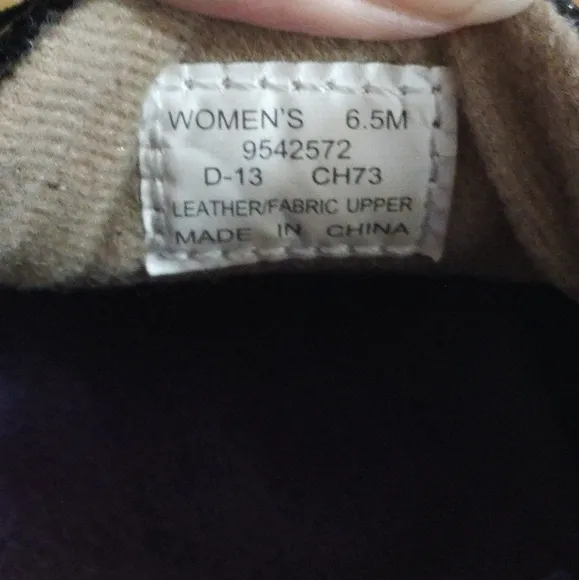 WOMEN'S 6.5M
9542572
D-13 CH73
LEATHER/FABRIC UPPER
MADE IN CHINA